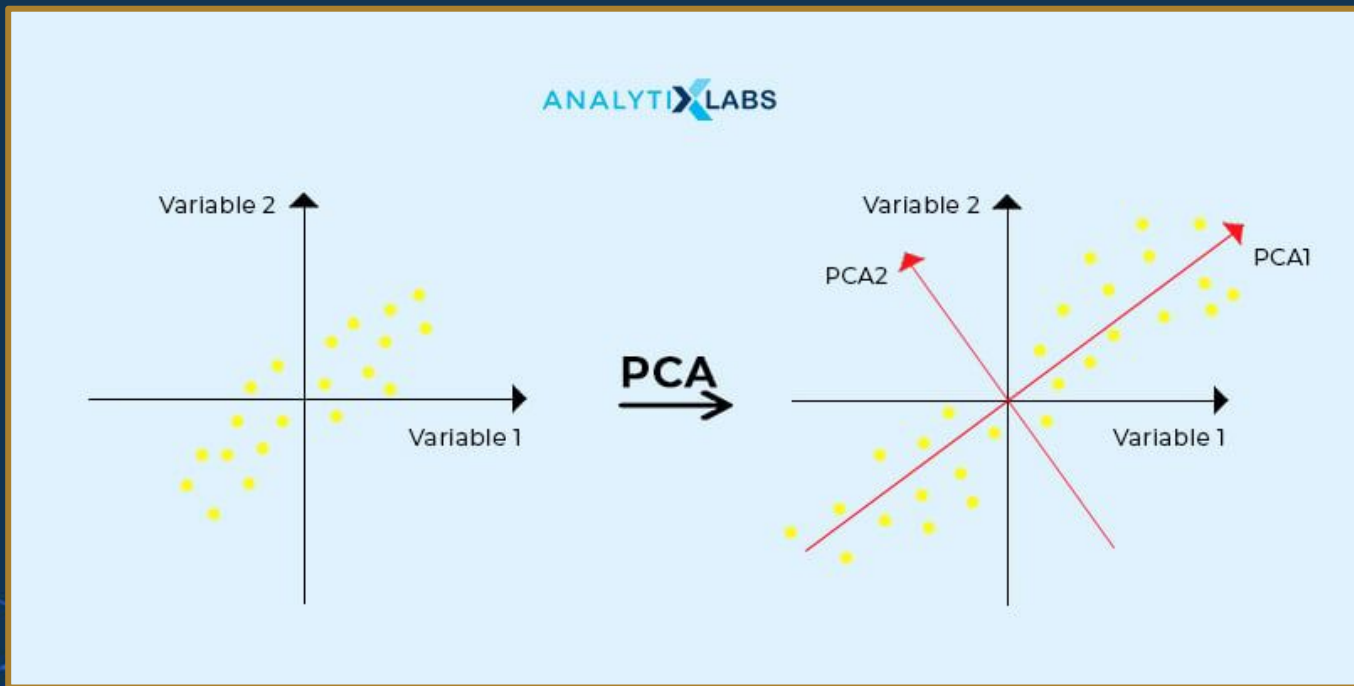 ANALYTIXLABS
Variable 2
Variable 1
PCA
Variable 2
PCA2
PCA1
Variable 1